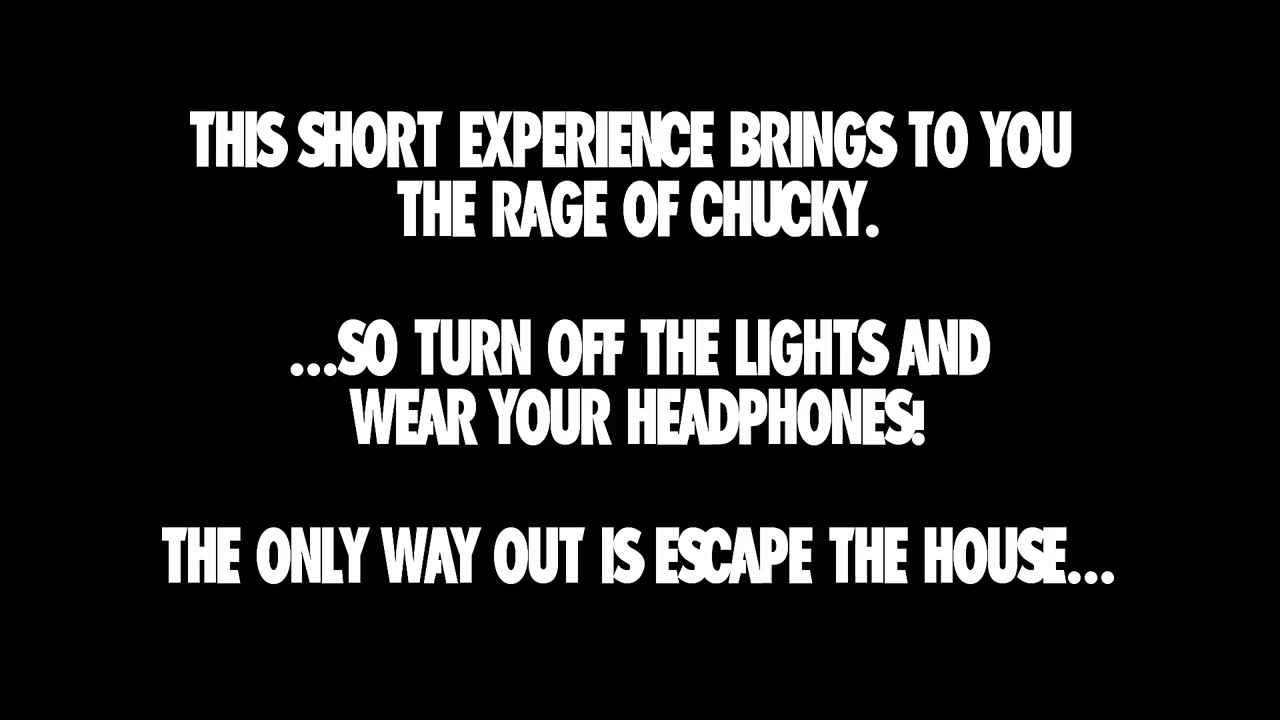 THIS SHORT EXPERIENCE BRINGS TO YOU
THE RAGE OF CHUCKY.
...SO TURN OFF THE LIGHTS AND
WEAR YOUR HEADPHONES!
THE ONLY WAY OUT IS ESCAPE THE HOUSE...